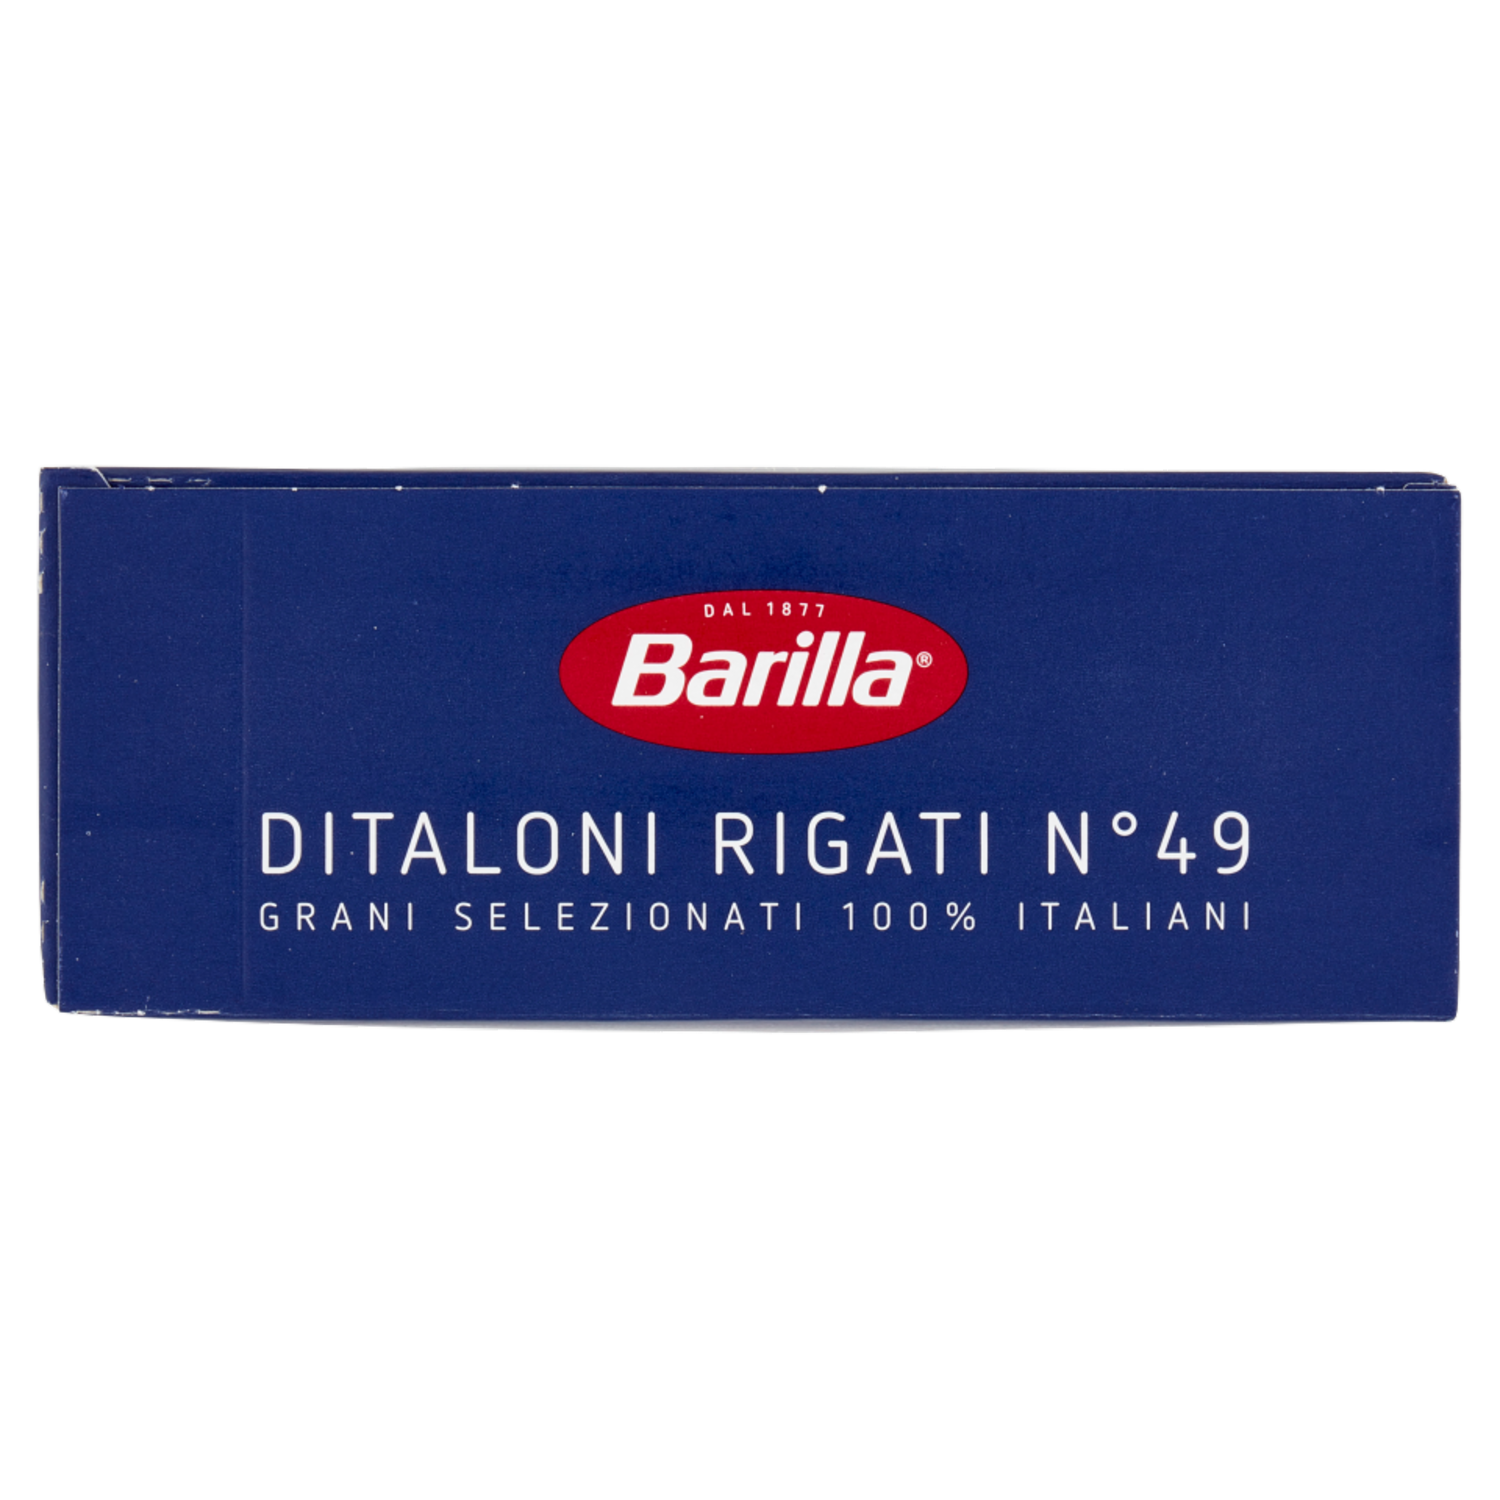 DAL 1877
Barilla®
DITALONI RIGATI N°49
GRANI SELEZIONATI 100% ITALIANI